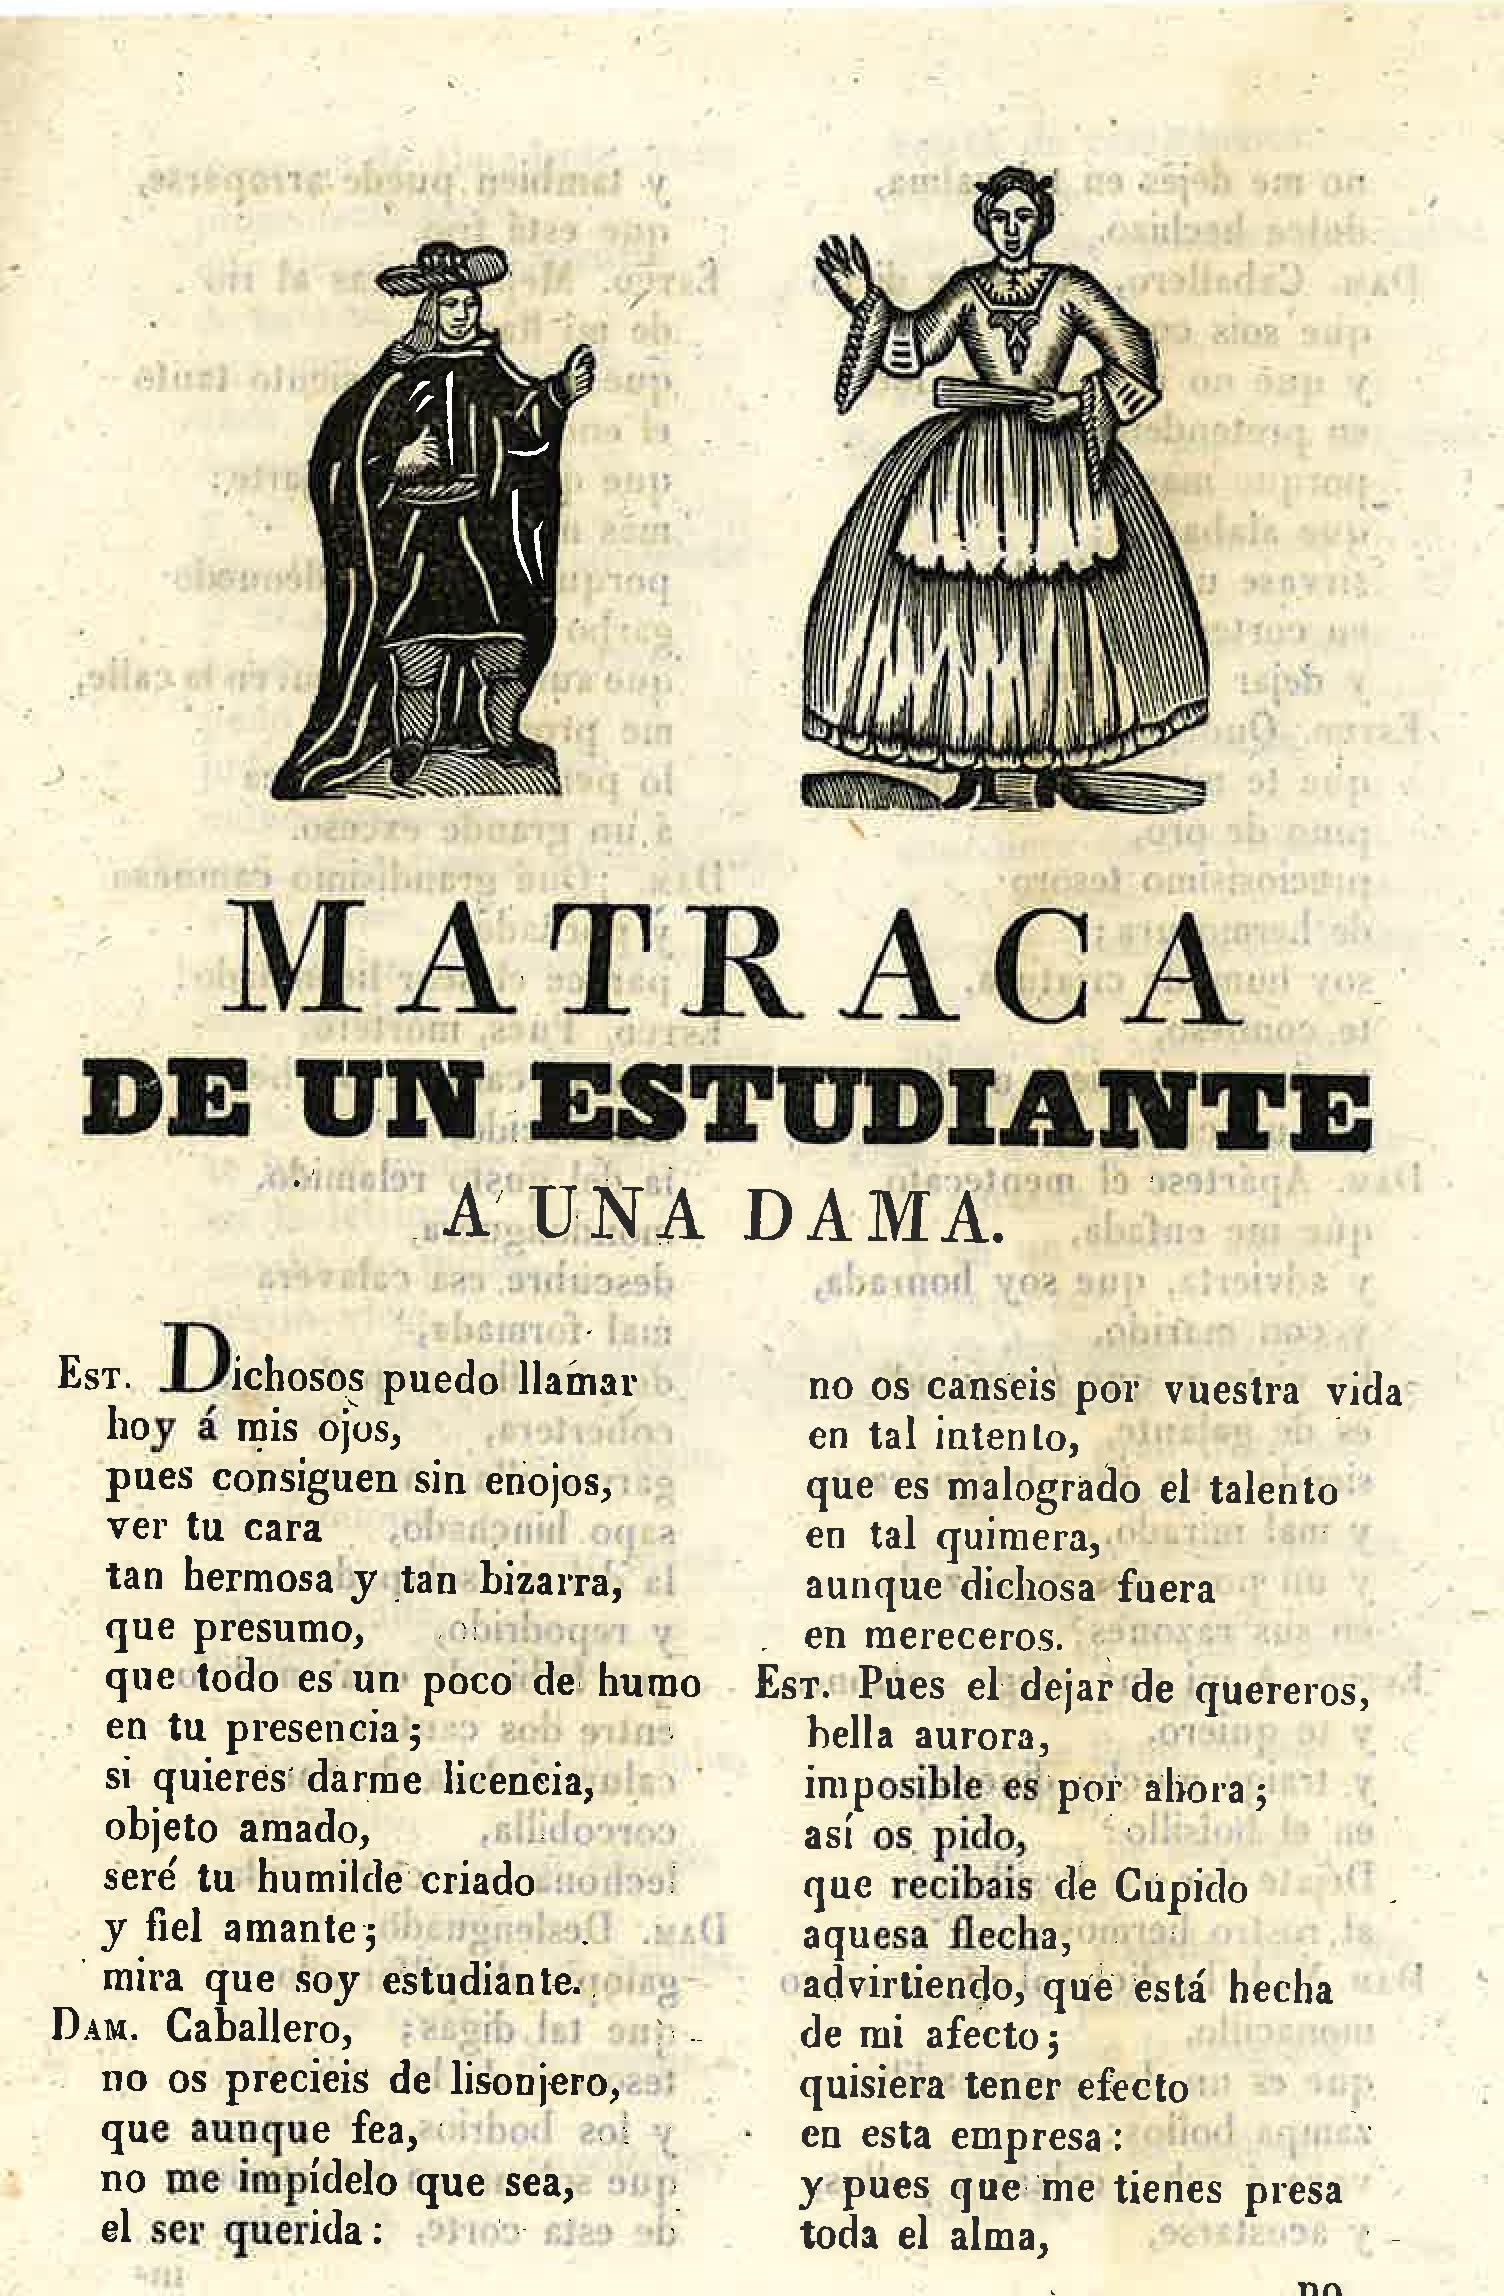 MATRACA
DE UN ESTUDIANTE
A UNA DAMA.
EST. Dichosos puedo llamar
hoy á mis ojos,
pues consiguen sin enojos,
ver tu cara
tan hermosa y tan bizarra,
que presumo,
que todo es un poco de humo
en tu presencia;
si quieres darme licencia,
objeto amado,
seré tu humilde criado
y fiel amante;
mira que soy estudiante.
DAM. Caballero,
no os precieis de lisonjero,
que aunque fea,
no me impídelo que sea,
el ser querida:
no os canseis por vuestra vida
en tal intento,
que es malogrado el talento
en tal quimera,
aunque dichosa fuera
en mereceros.
EST. Pues el dejar de quereros,
bella aurora,
imposible es por ahora;
así os pido,
que recibais de Cupido
aquesa flecha,
advirtiendo, que está hecha
de mi afecto;
quisiera tener efecto
en esta empresa:
y pues que me tienes presa
toda el alma,
no